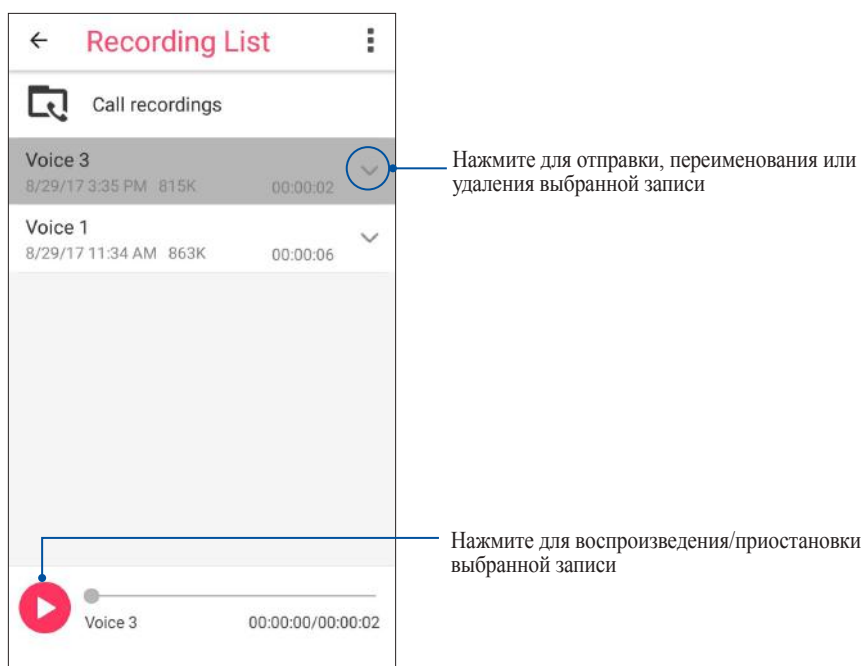 Recording List
Call recordings
Voice 3
8/29/17 3:35 PM 815K 00:00:02
Нажмите для отправки, переименования или
удаления выбранной записи
Voice 1
8/29/17 11:34 AM 863K 00:00:06
Нажмите для воспроизведения/приостановки
выбранной записи
Voice 3 00:00:00/00:00:02